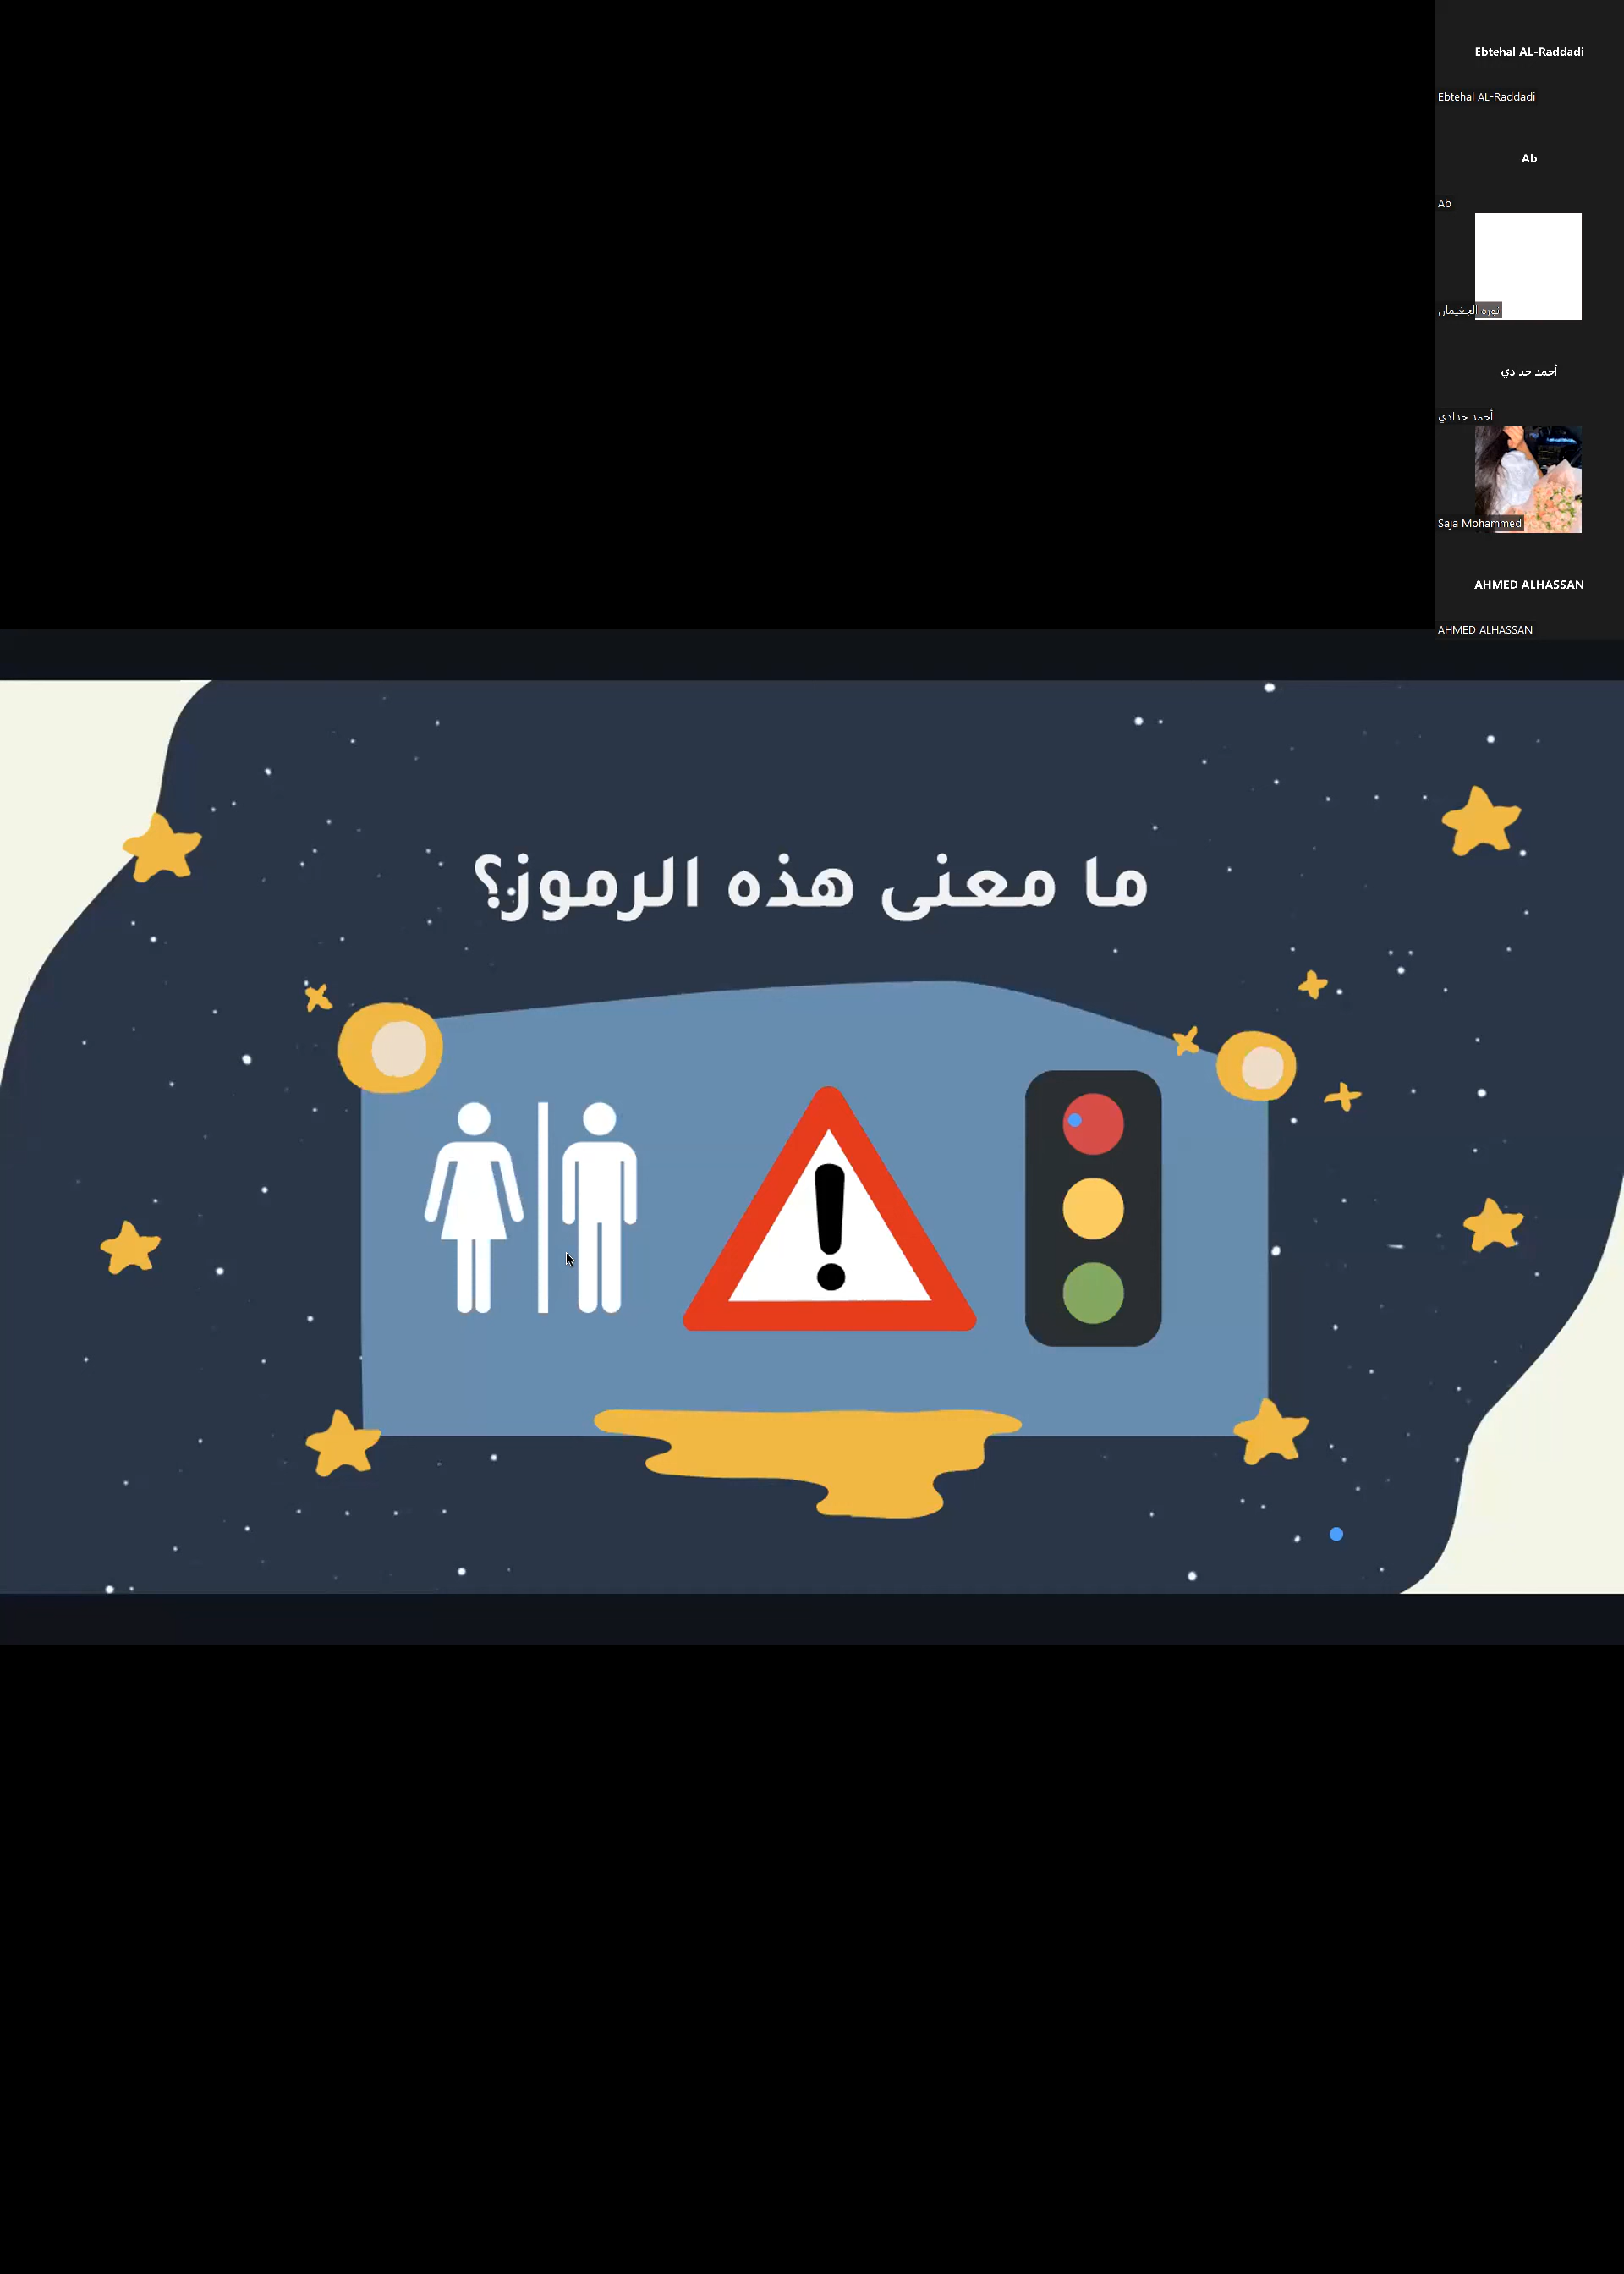 Ebtehal AL-Raddadi
Ebtehal AL-Raddadi
Ab
Ab
نوره الجغيمان
أحمد حدادي
أحمد حدادي
Saja Mohammed
AHMED ALHASSAN
AHMED ALHASSAN
ما معنى هذه الرموز؟